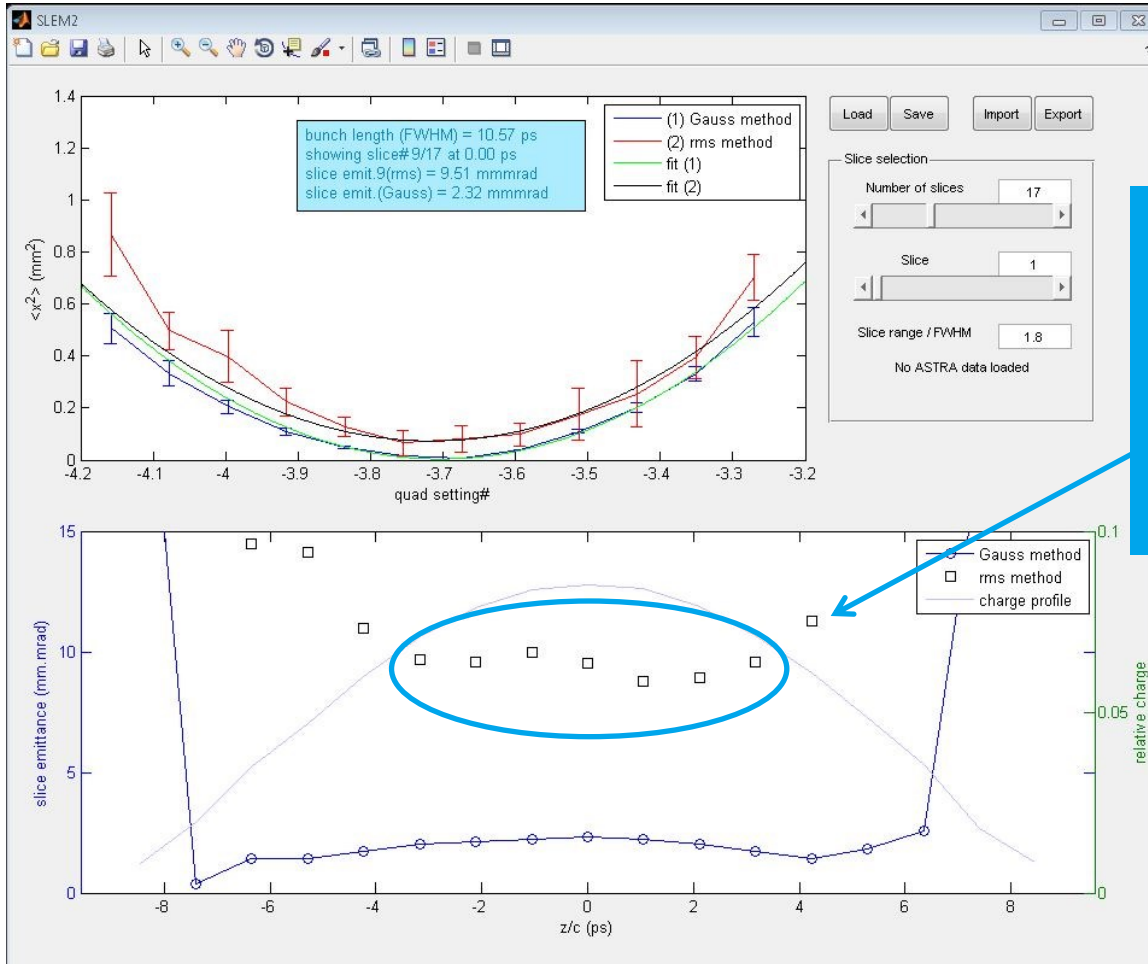 SLEM2
1.4
1.2
1
0.8
0.6
0.4
0.2
0
<χ²> (mm²)
bunch length (FWHM) = 10.57 ps
showing slice# 9/17 at 0.00 ps
slice emit.9(rms) = 9.51 mmmrad
slice emit.(Gauss) = 2.32 mmmrad
(1) Gauss method
(2) rms method
fit (1)
fit (2)
-4.2 -4.1 -4 -3.9 -3.8 -3.7 -3.6 -3.5 -3.4 -3.3 -3.2
quad setting#
Load Save Import Export
Slice selection
Number of slices
17
Slice
1
Slice range / FWHM 1.8
No ASTRA data loaded
15
10
5
0
slice emittance (mm.mrad)
Gauss method
rms method
charge profile
0.1
0.05
0
relative charge
-8 -6 -4 -2 0 2 4 6 8
z/c (ps)